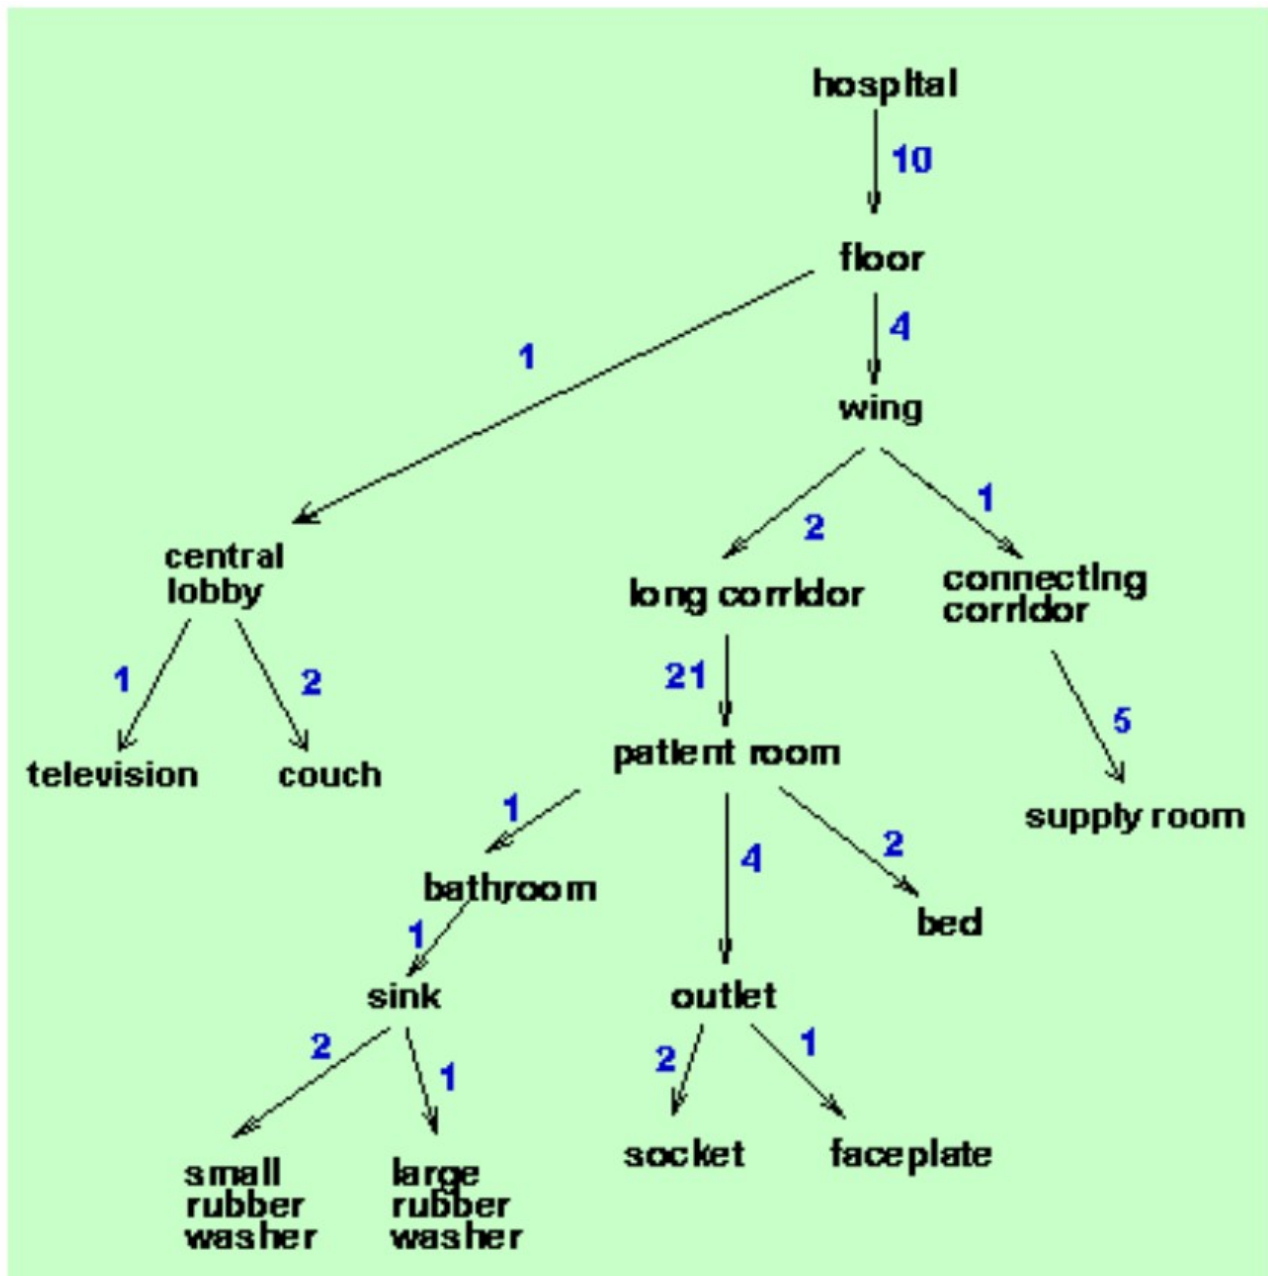 hospital
10
floor
1
4
wing
2
1
central
lobby
long corridor
connecting
corridor
1
2
21
5
television
couch
patient room
supply room
1
4
2
bathroom
bed
1
sink
outlet
2
1
2
1
small
rubber
washer
large
rubber
washer
socket
faceplate